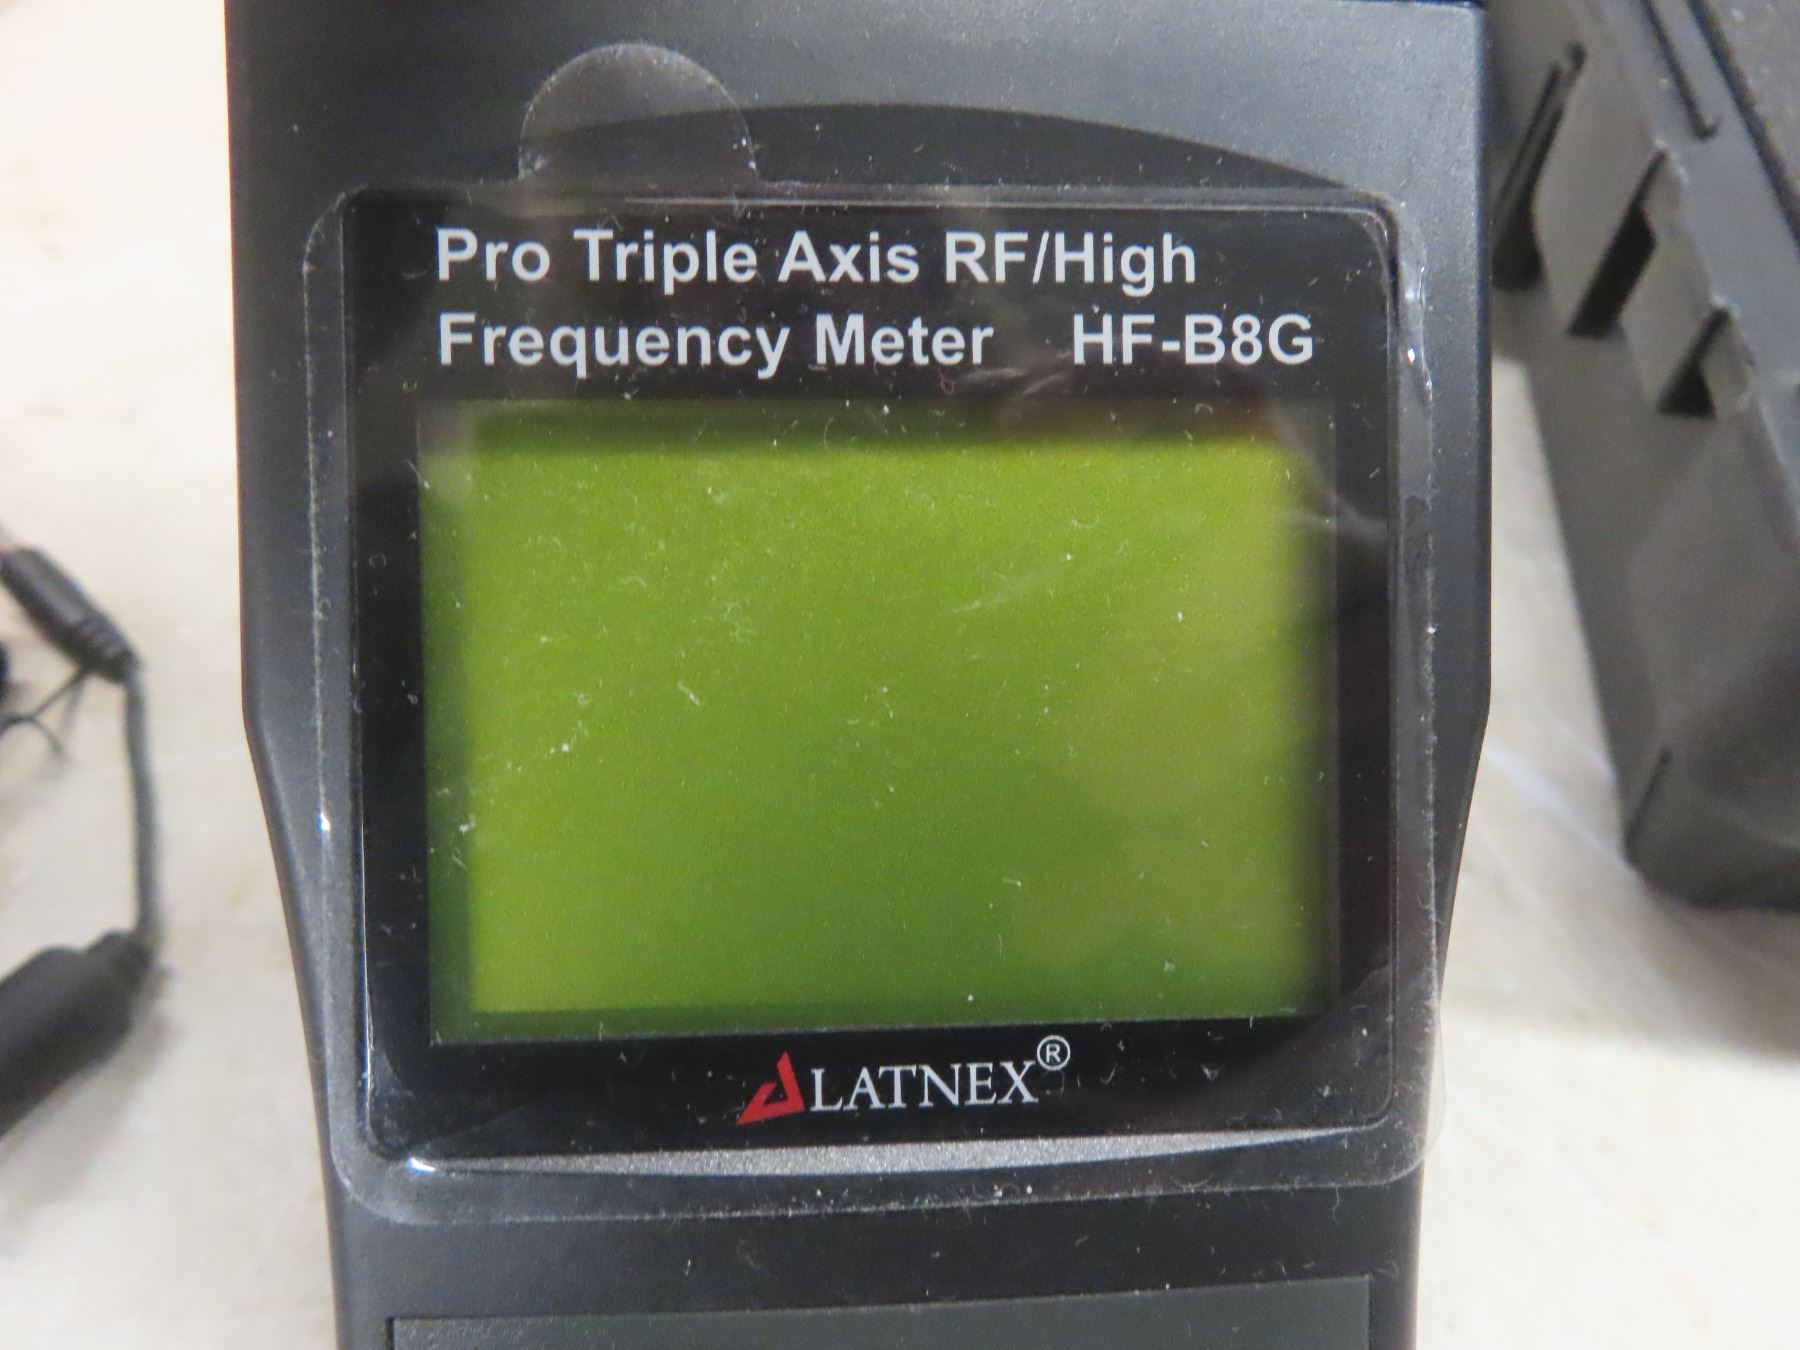 Pro Triple Axis RF/High
Frequency Meter HF-B8G
LATNEX®